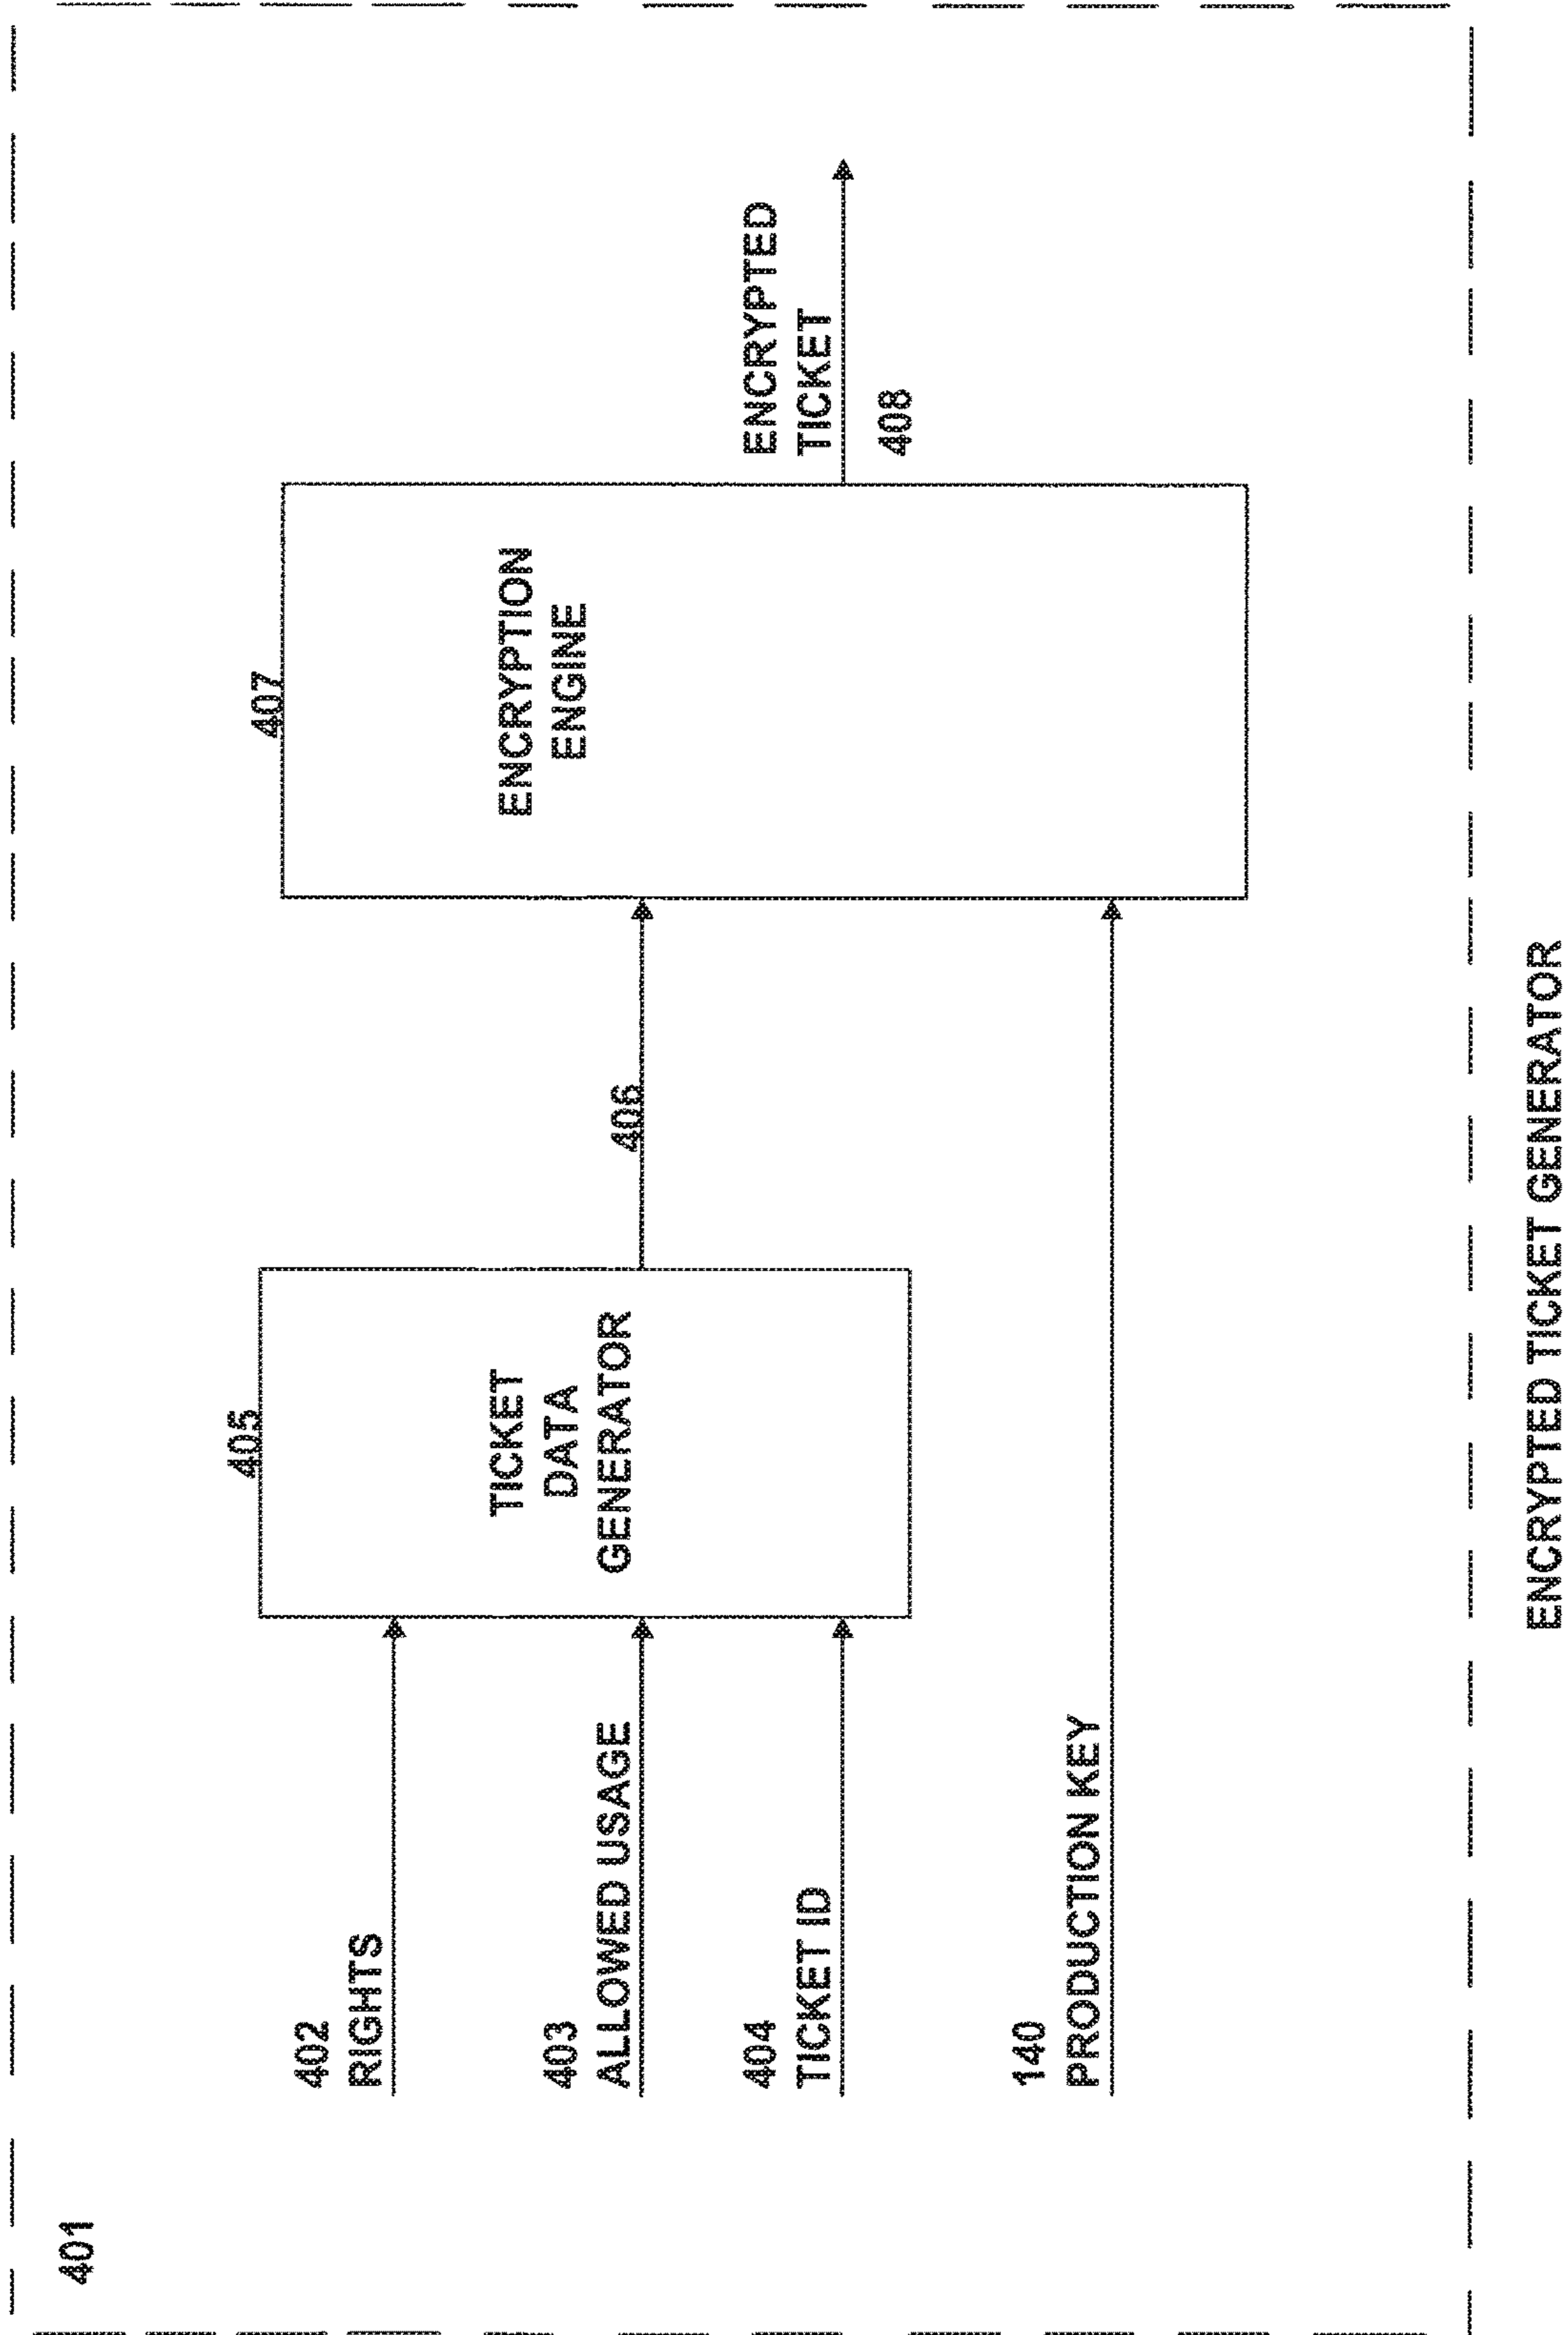 401
402
RIGHTS
403
ALLOWED USAGE
404
TICKET ID
140
PRODUCTION KEY
405
TICKET
DATA
GENERATOR
406
407
ENCRYPTION
ENGINE
ENCRYPTED
TICKET
408
ENCRYPTED TICKET GENERATOR